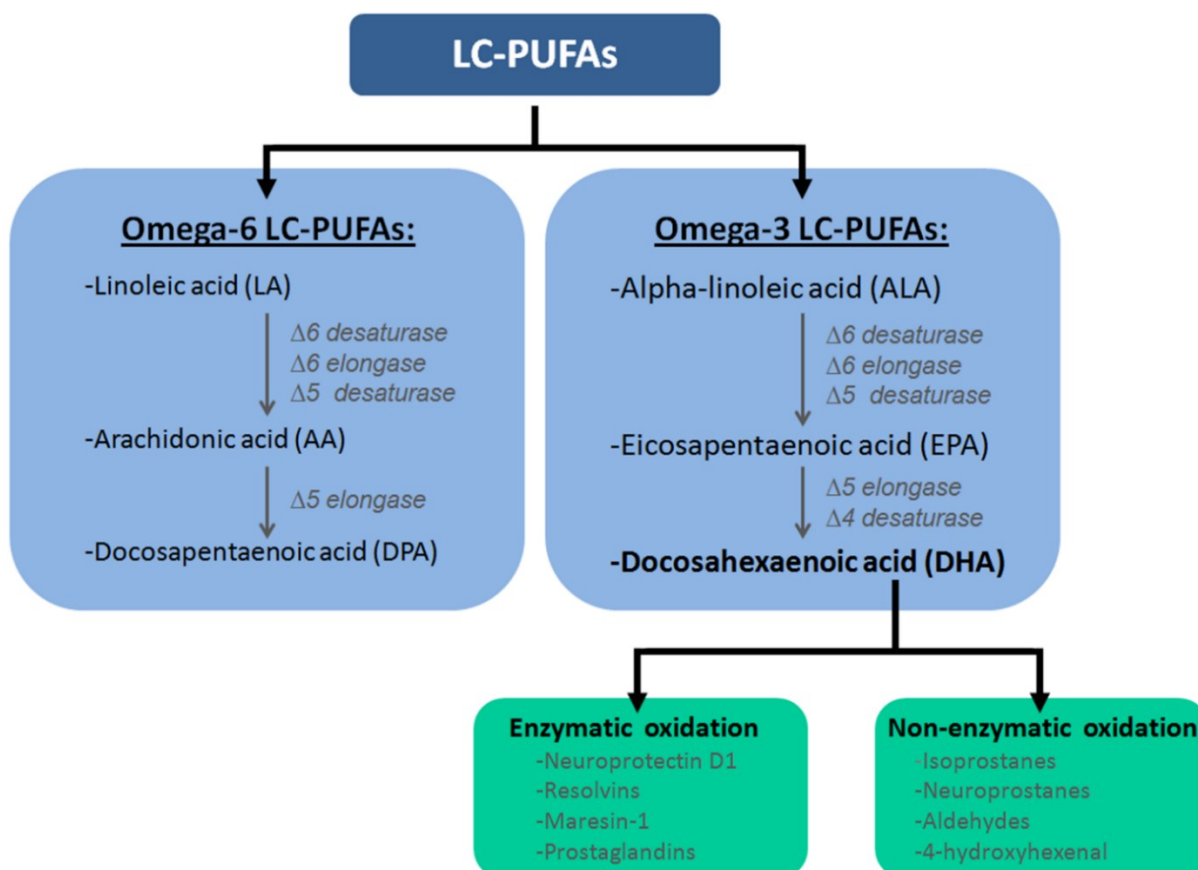 LC-PUFAs
Omega-6 LC-PUFAs:
-Linoleic acid (LA)
Δ6 desaturase
Δ6 elongase
Δ5 desaturase
-Arachidonic acid (AA)
Δ5 elongase
-Docosapentaenoic acid (DPA)
Omega-3 LC-PUFAs:
-Alpha-linoleic acid (ALA)
Δ6 desaturase
Δ6 elongase
Δ5 desaturase
-Eicosapentaenoic acid (EPA)
Δ5 elongase
Δ4 desaturase
-Docosahexaenoic acid (DHA)
Enzymatic oxidation
-Neuroprotectin D1
-Resolvins
-Maresin-1
-Prostaglandins
Non-enzymatic oxidation
-Isoprostanes
-Neuroprostanes
-Aldehydes
-4-hydroxyhexenal